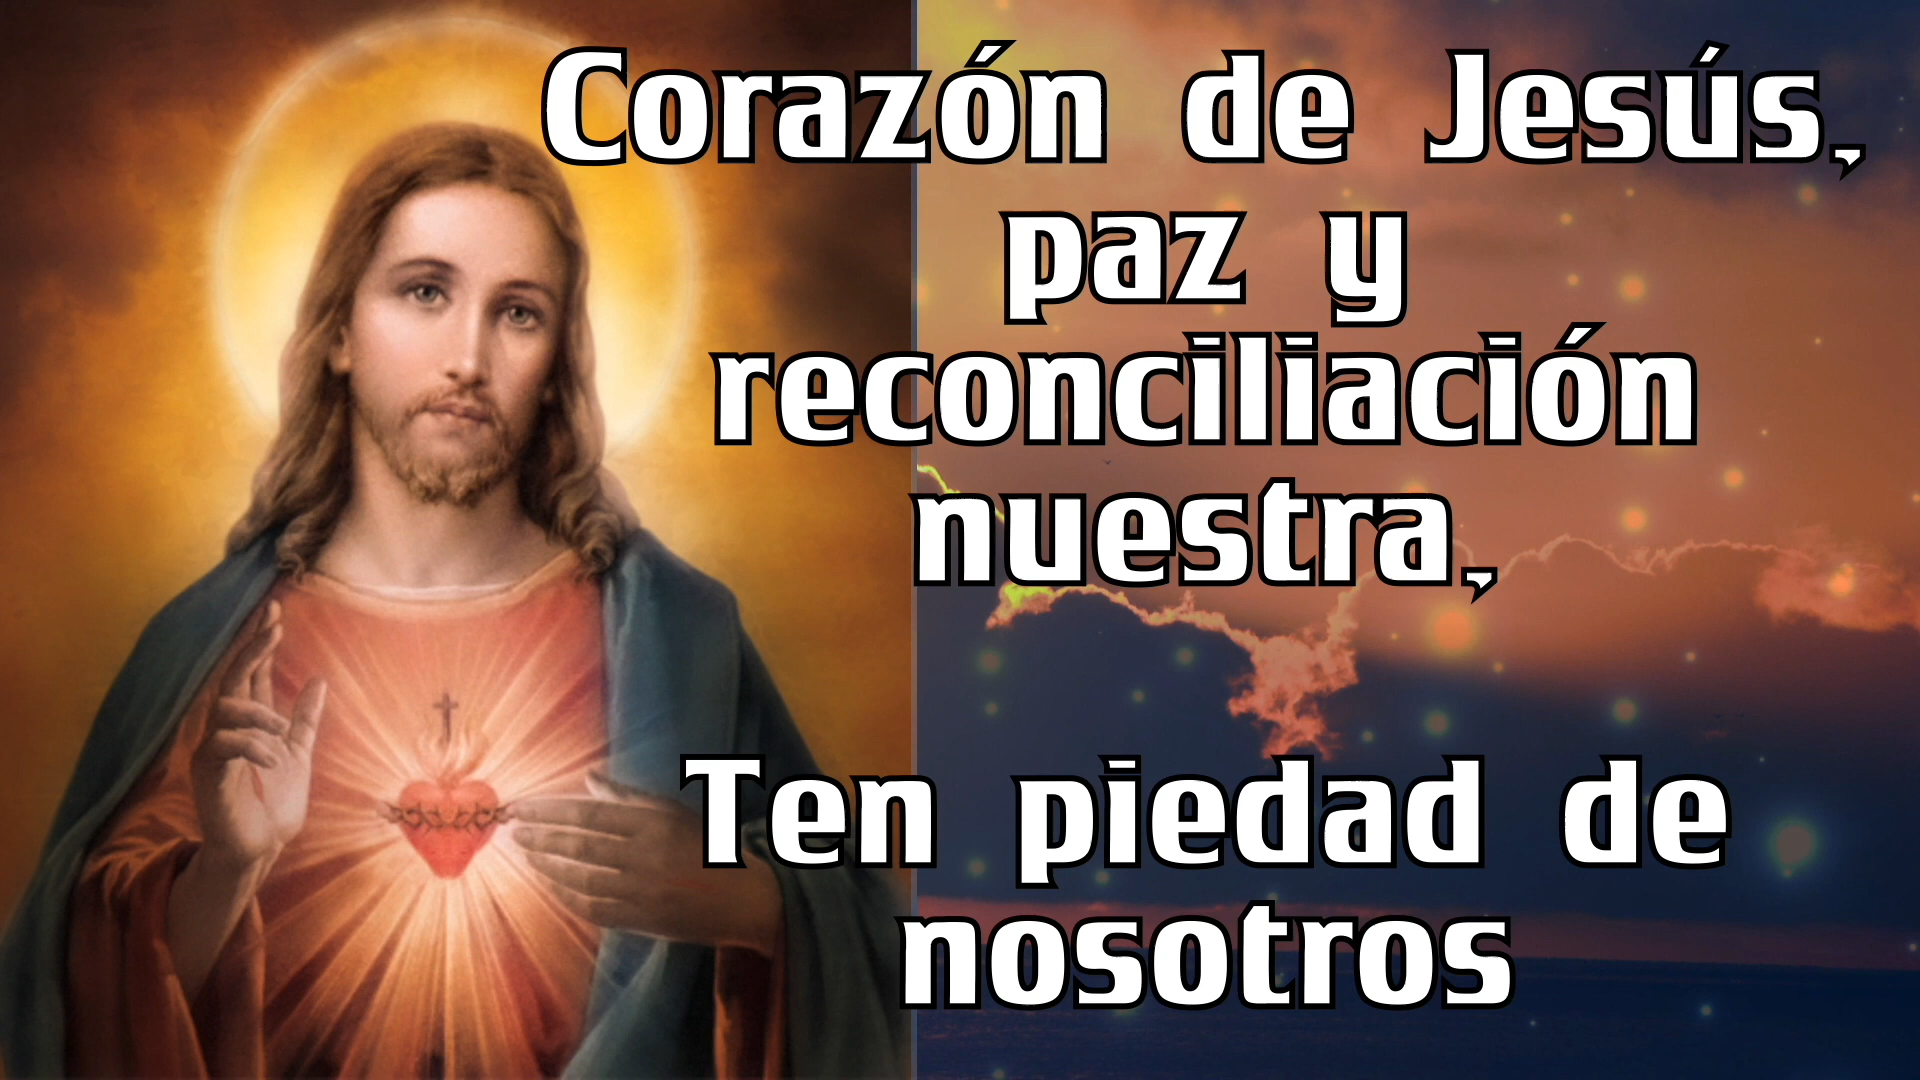 Corazón de Jesús,
paz y
reconciliación
nuestra,
Ten piedad de
nosotros